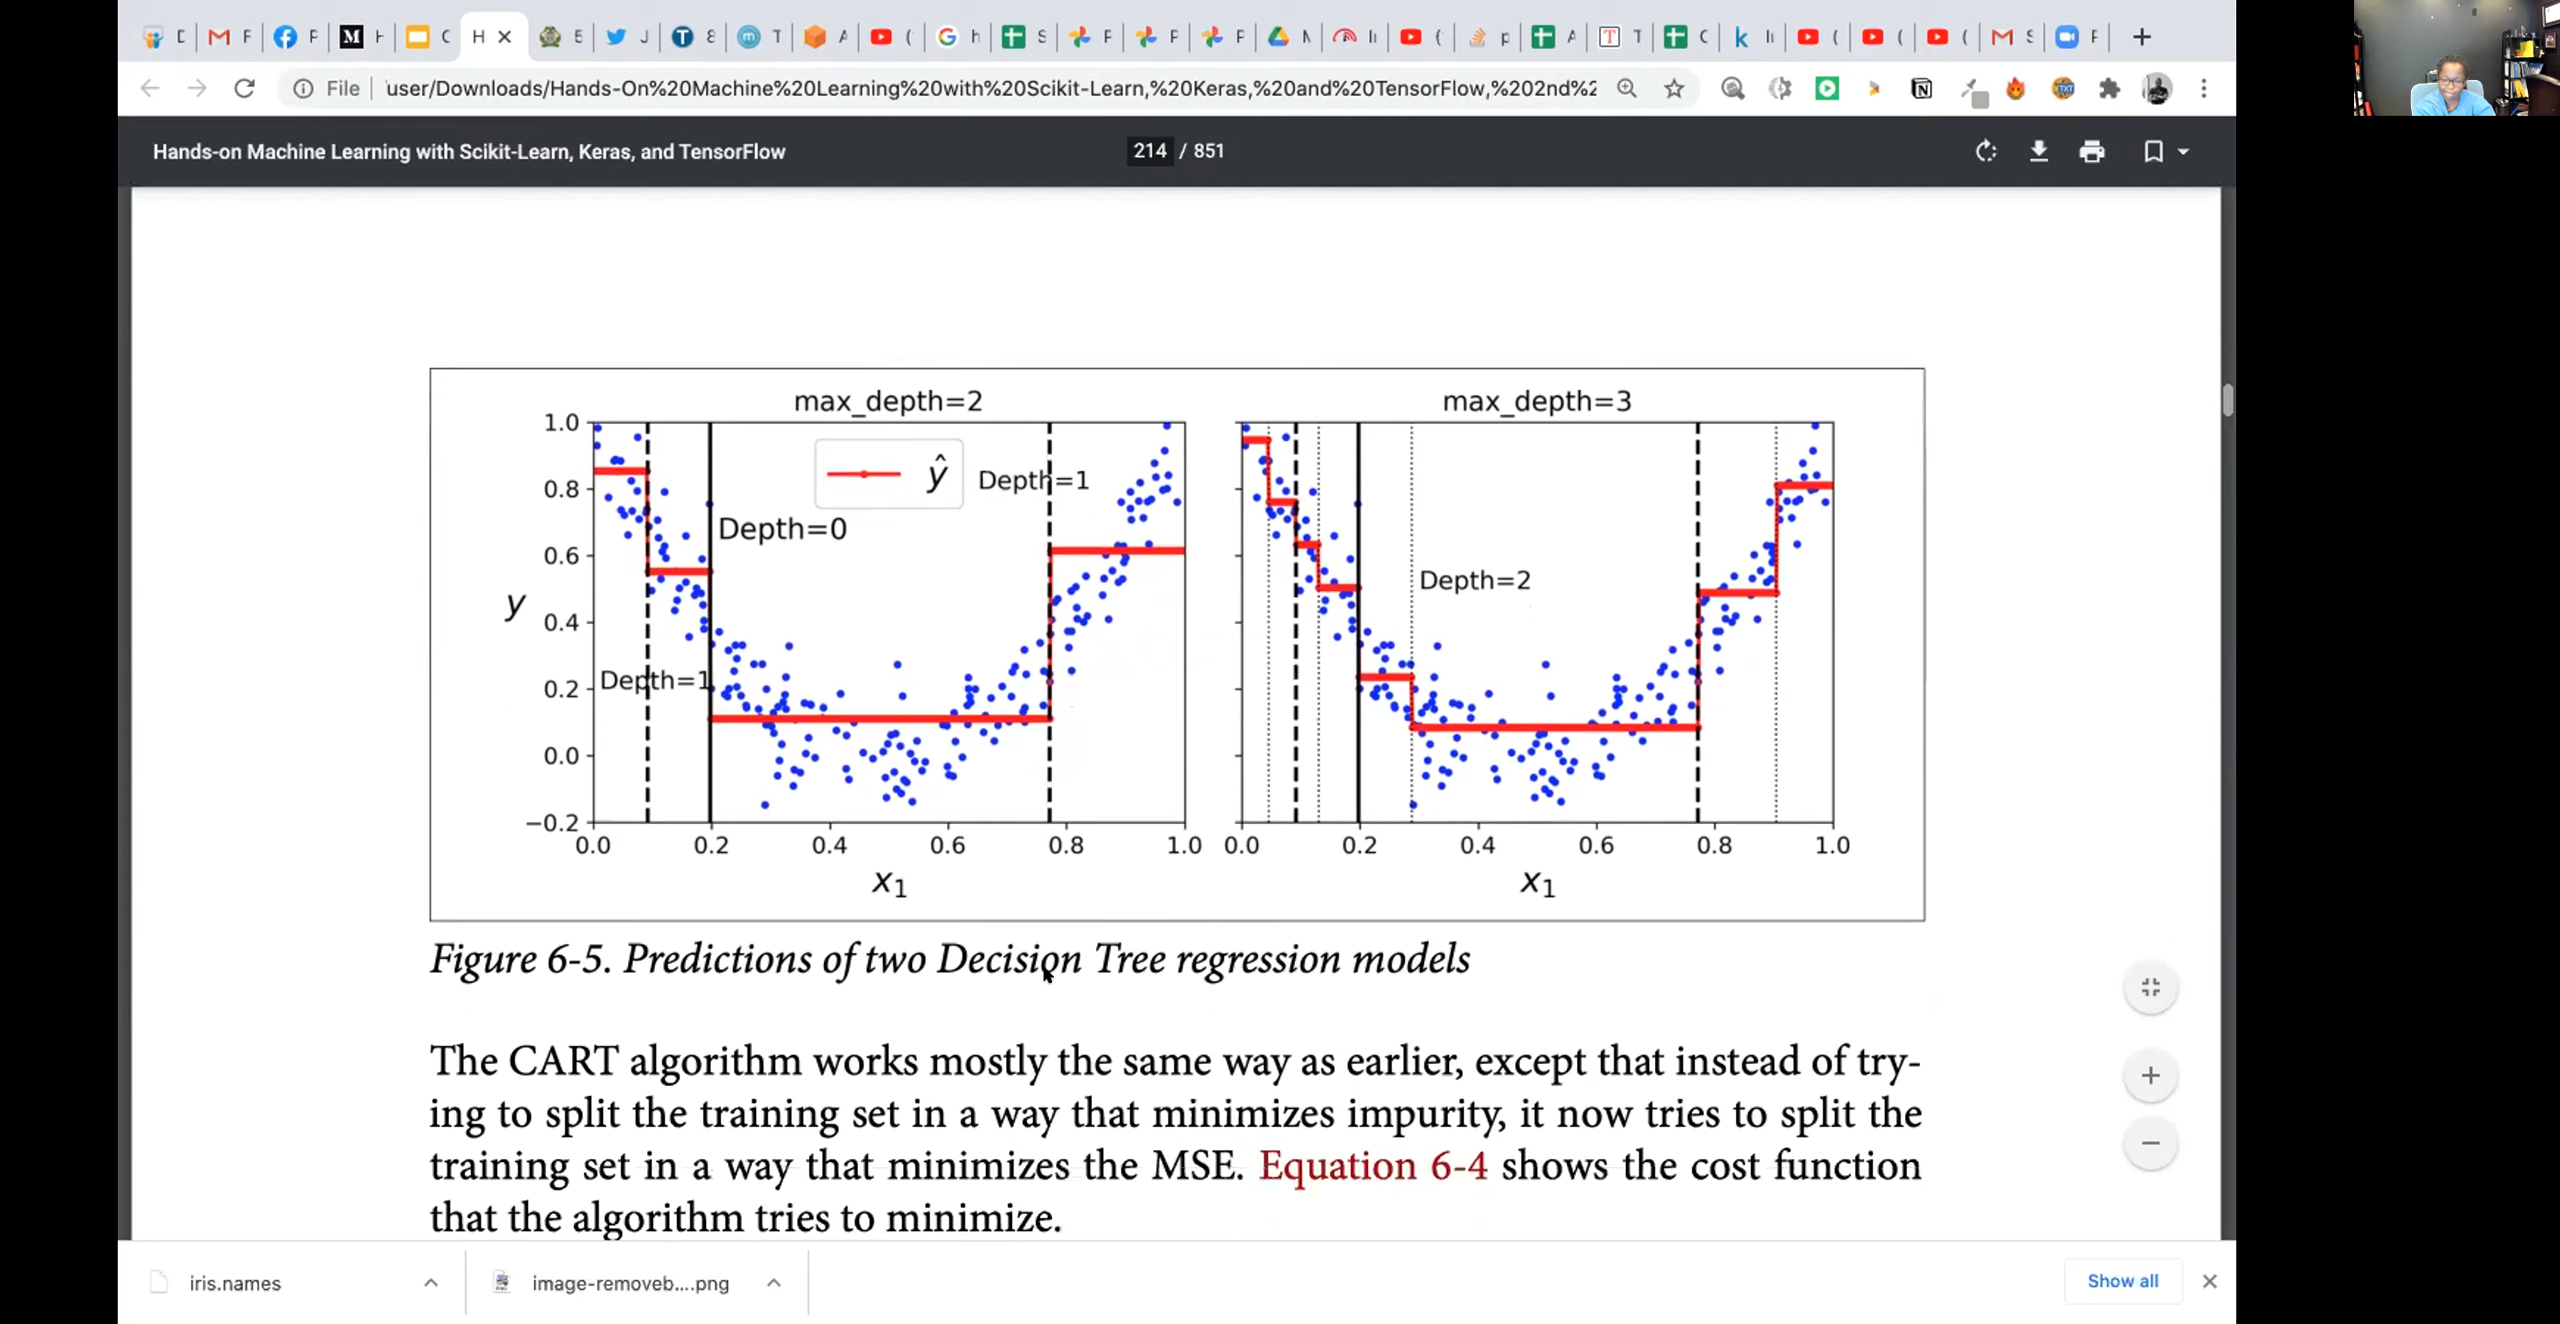 D F F H C H 5 J 8 T A ( h S P P P M I ( p A T C I ( ( ( S F
File 'user/Downloads/Hands-On%20Machine%20Learning%20with%20Scikit-Learn,%20Keras,%20and%20TensorFlow,%202nd%2
Hands-on Machine Learning with Scikit-Learn, Keras, and TensorFlow
214 / 851
max_depth=2
max_depth=3
1.0
0.8
0.6
0.4
0.2
0.0
−0.2
y
ŷ
Depth=1
Depth=0
Depth=1
Depth=2
0.0 0.2 0.4 0.6 0.8 1.0
0.0 0.2 0.4 0.6 0.8 1.0
x1
x1
Figure 6-5. Predictions of two Decision Tree regression models
The CART algorithm works mostly the same way as earlier, except that instead of try-
ing to split the training set in a way that minimizes impurity, it now tries to split the
training set in a way that minimizes the MSE. Equation 6-4 shows the cost function
that the algorithm tries to minimize.
iris.names
image-removeb....png
Show all